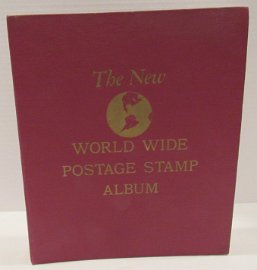 The New
WORLD WIDE
POSTAGE STAMP
ALBUM